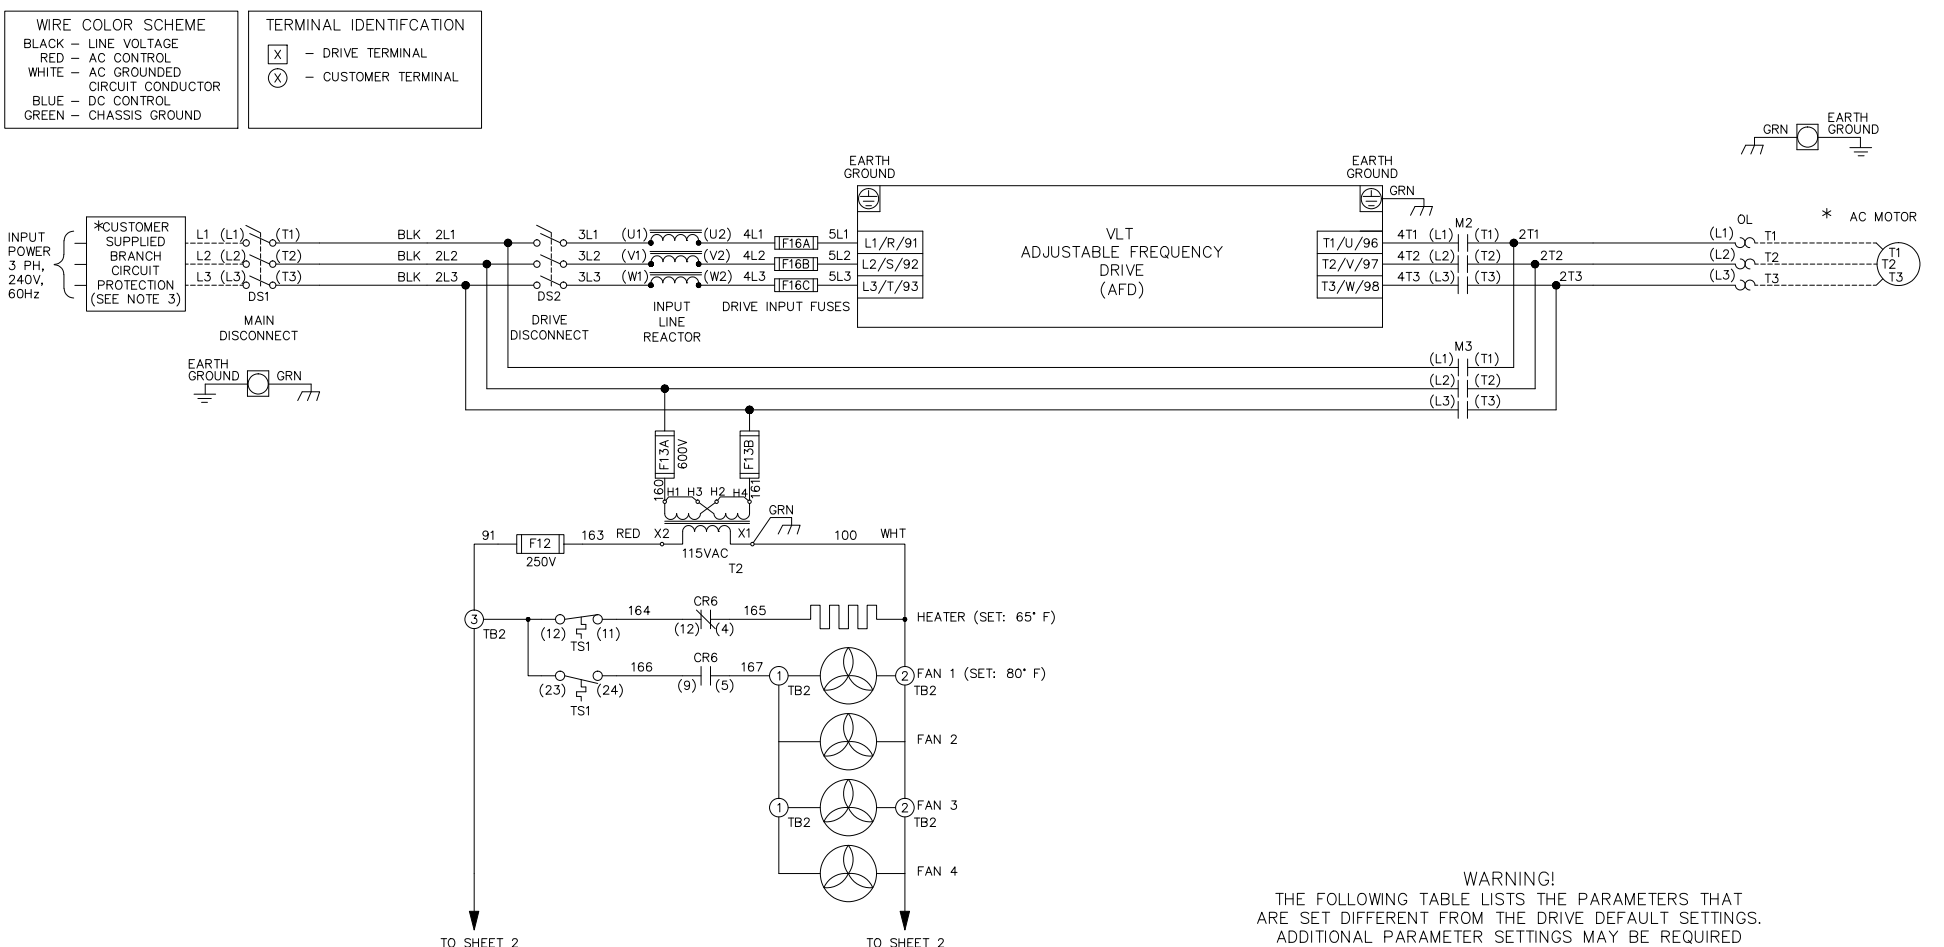 WIRE COLOR SCHEME
BLACK – LINE VOLTAGE
RED – AC CONTROL
WHITE – AC GROUNDED
CIRCUIT CONDUCTOR
BLUE – DC CONTROL
GREEN – CHASSIS GROUND
TERMINAL IDENTIFCATION
X – DRIVE TERMINAL
X – CUSTOMER TERMINAL
GRN
EARTH
GROUND
INPUT
POWER
3 PH,
240V,
60Hz
*CUSTOMER
SUPPLIED
BRANCH
CIRCUIT
PROTECTION
(SEE NOTE 3)
L1 (L1) (T1) BLK 2L1 3L1 (U1) (U2) 4L1 F16A 5L1 L1/R/91
L2 (L2) (T2) BLK 2L2 3L2 (V1) (V2) 4L2 F16B 5L2 L2/S/92
L3 (L3) (T3) BLK 2L3 3L3 (W1) (W2) 4L3 F16C 5L3 L3/T/93
DS1
MAIN
DISCONNECT
DS2
DRIVE
DISCONNECT
INPUT
LINE
REACTOR
DRIVE INPUT FUSES
EARTH
GROUND
VLT
ADJUSTABLE FREQUENCY
DRIVE
(AFD)
EARTH
GROUND
GRN
M2
T1/U/96 4T1 (L1) (T1) 2T1
T2/V/97 4T2 (L2) (T2) 2T2
T3/W/98 4T3 (L3) (T3) 2T3
OL
(L1) T1
(L2) T2
(L3) T3
* AC MOTOR
T1
T2
T3
EARTH
GROUND GRN
M3
(L1) (T1)
(L2) (T2)
(L3) (T3)
F13A
600V
F13B
160
161
H1 H3 H2 H4
GRN
91 F12 163 RED X2 X1 100 WHT
250V
115VAC
T2
3
TB2
(12) (11)
TS1
164
CR6
(12) (4)
165
HEATER (SET: 65° F)
(23) (24)
TS1
166
CR6
(9) (5)
167
1
TB2
2
TB2
FAN 1 (SET: 80° F)
FAN 2
1
TB2
2
TB2
FAN 3
FAN 4
TO SHEET 2
TO SHEET 2
WARNING!
THE FOLLOWING TABLE LISTS THE PARAMETERS THAT
ARE SET DIFFERENT FROM THE DRIVE DEFAULT SETTINGS.
ADDITIONAL PARAMETER SETTINGS MAY BE REQUIRED